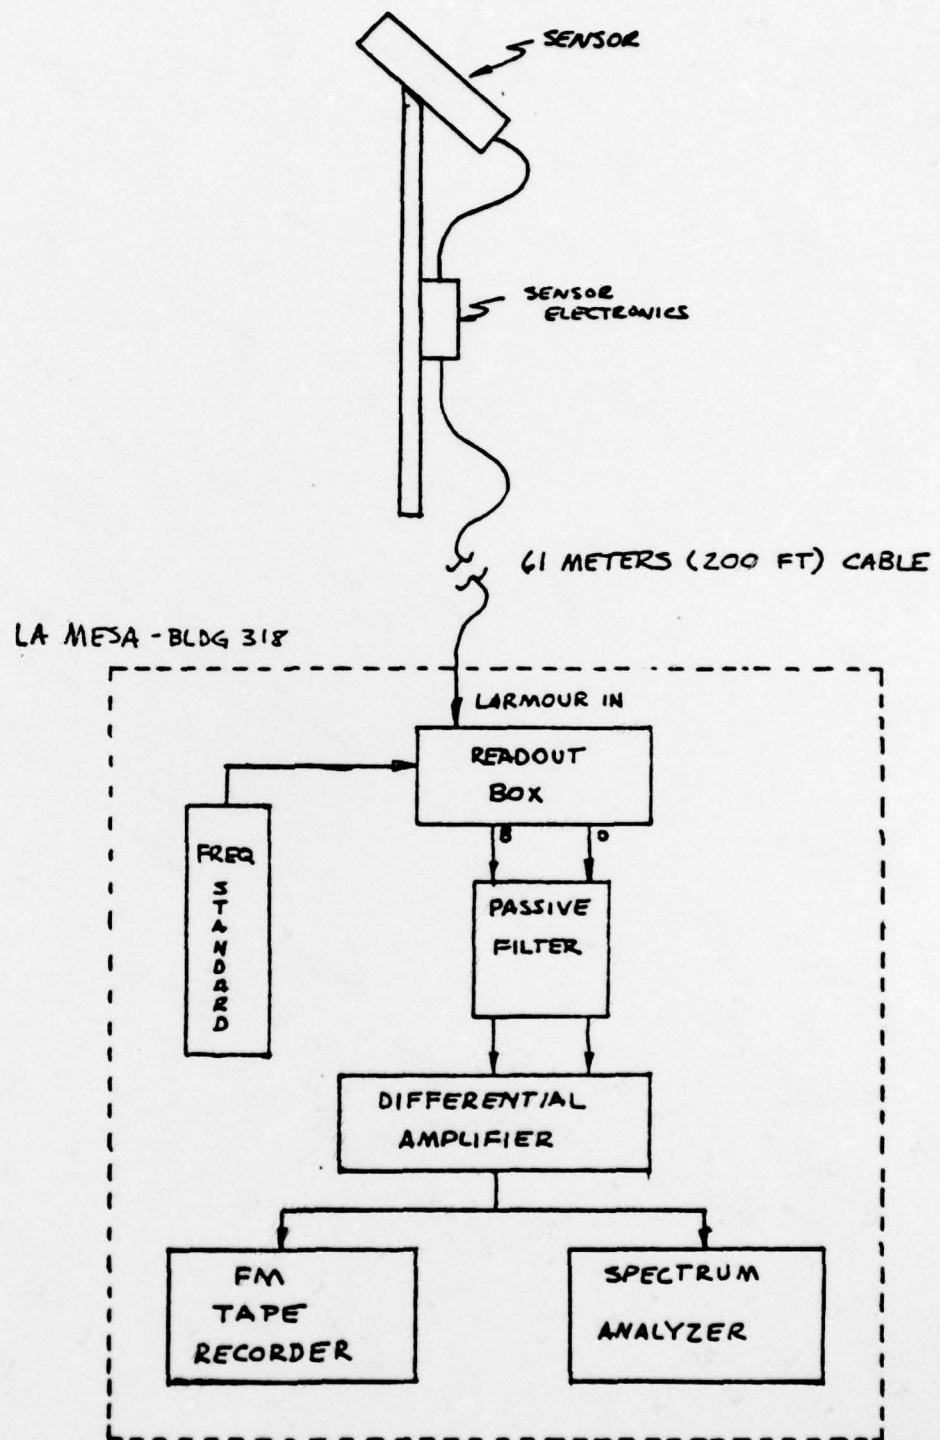 SENSOR
SENSOR
ELECTRONICS
61 METERS (200 FT) CABLE
LA MESA - BLDG 318
LARMOUR IN
READOUT
BOX
FREQ
STANDARD
PASSIVE
FILTER
DIFFERENTIAL
AMPLIFIER
FM
TAPE
RECORDER
SPECTRUM
ANALYZER